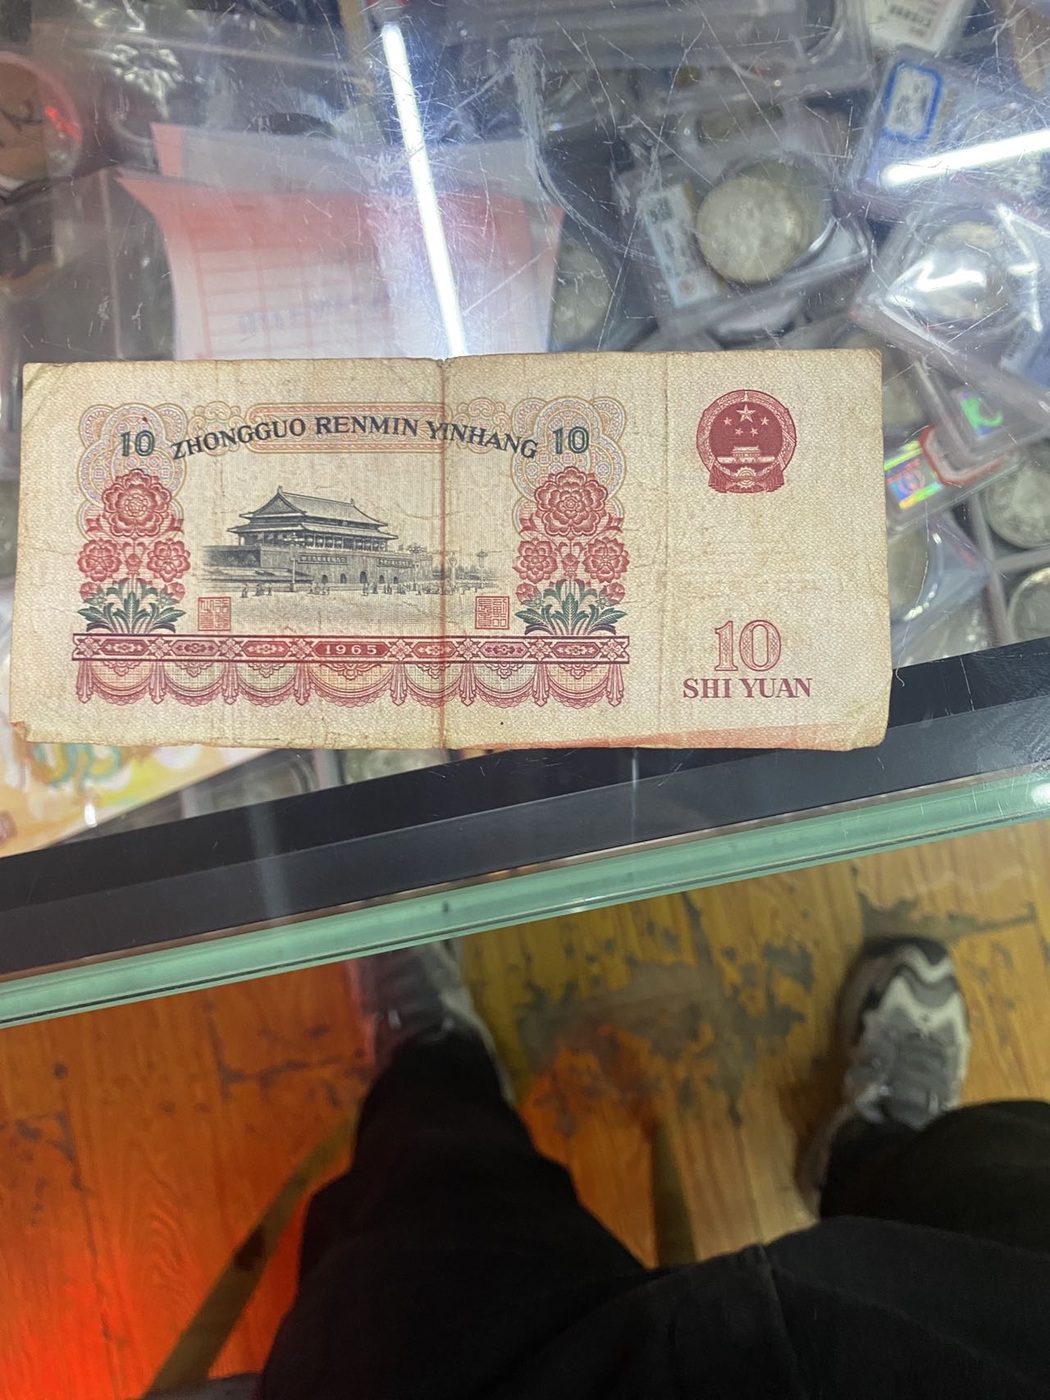 10 ZHONGGUO RENMIN YINHANG 10
1965
10
SHI YUAN